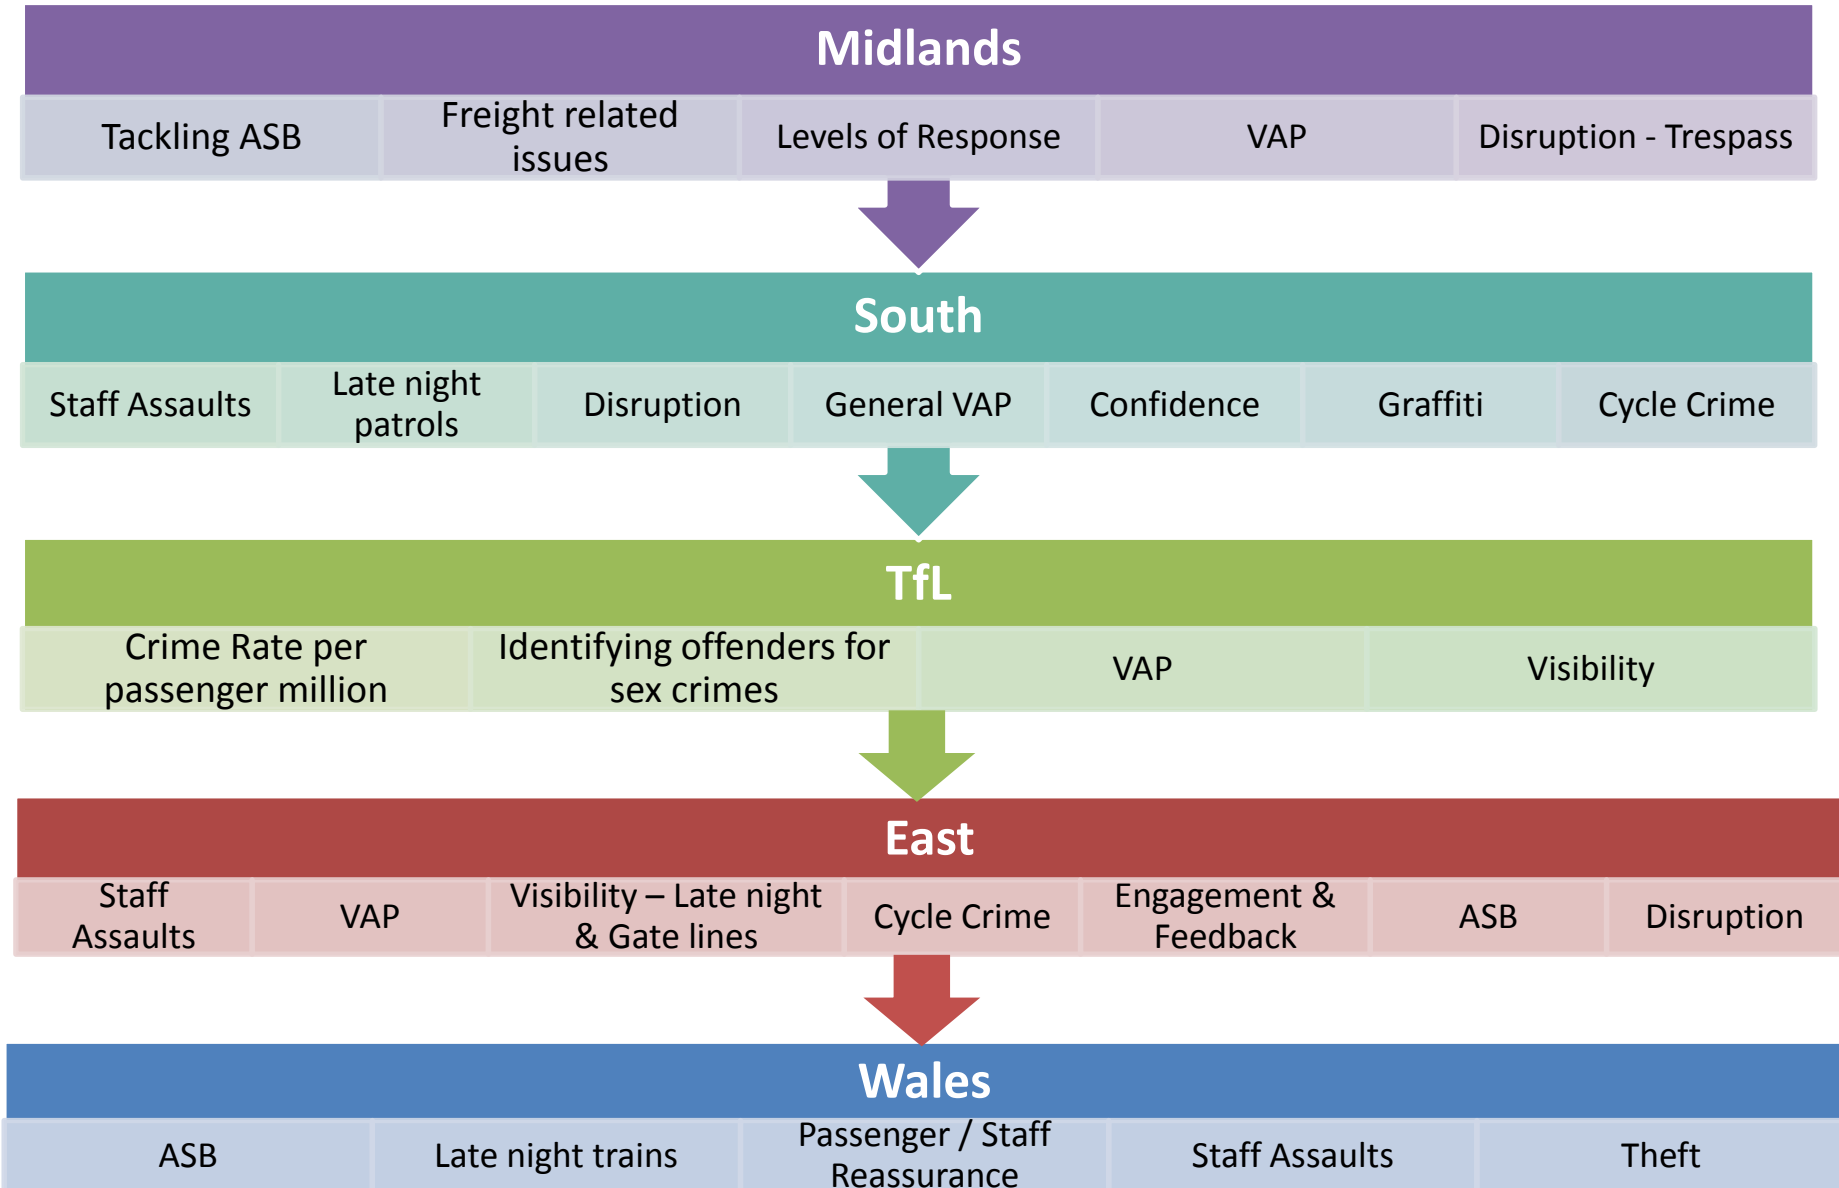 Midlands
Tackling ASB
Freight related
issues
Levels of Response
VAP
Disruption - Trespass
South
Staff Assaults
Late night
patrols
Disruption
General VAP
Confidence
Graffiti
Cycle Crime
TfL
Crime Rate per
passenger million
Identifying offenders for
sex crimes
VAP
Visibility
East
Staff
Assaults
VAP
Visibility – Late night
& Gate lines
Cycle Crime
Engagement &
Feedback
ASB
Disruption
Wales
ASB
Late night trains
Passenger / Staff
Reassurance
Staff Assaults
Theft